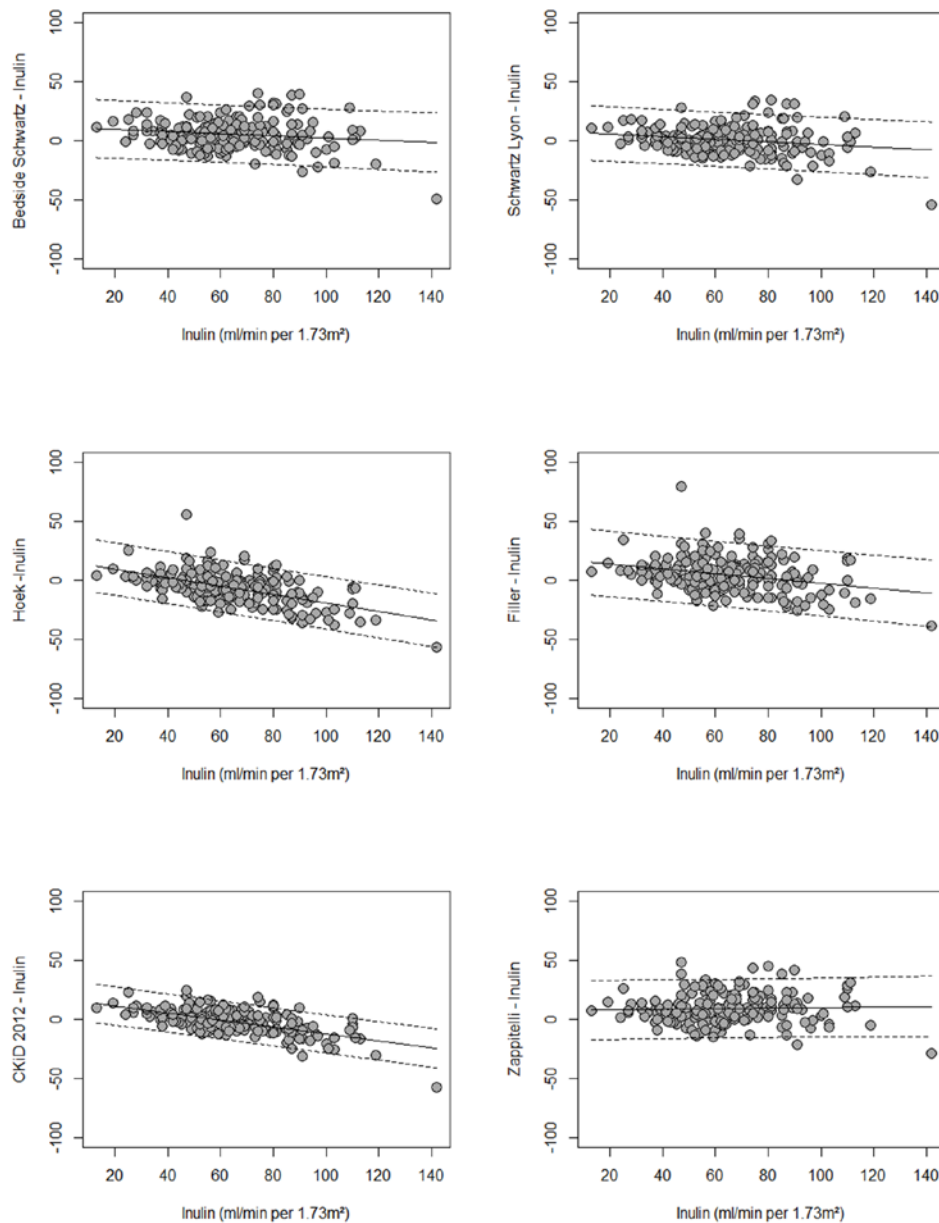 100
50
0
-50
-100
Bedside Schwartz - Inulin
20 40 60 80 100 120 140
Inulin (ml/min per 1.73m²)
100
50
0
-50
-100
Schwartz Lyon - Inulin
20 40 60 80 100 120 140
Inulin (ml/min per 1.73m²)
100
50
0
-50
-100
Hoek -Inulin
20 40 60 80 100 120 140
Inulin (ml/min per 1.73m²)
100
50
0
-50
-100
Filler - Inulin
20 40 60 80 100 120 140
Inulin (ml/min per 1.73m²)
100
50
0
-50
-100
CKiD 2012 - Inulin
20 40 60 80 100 120 140
Inulin (ml/min per 1.73m²)
100
50
0
-50
-100
Zappitelli - Inulin
20 40 60 80 100 120 140
Inulin (ml/min per 1.73m²)